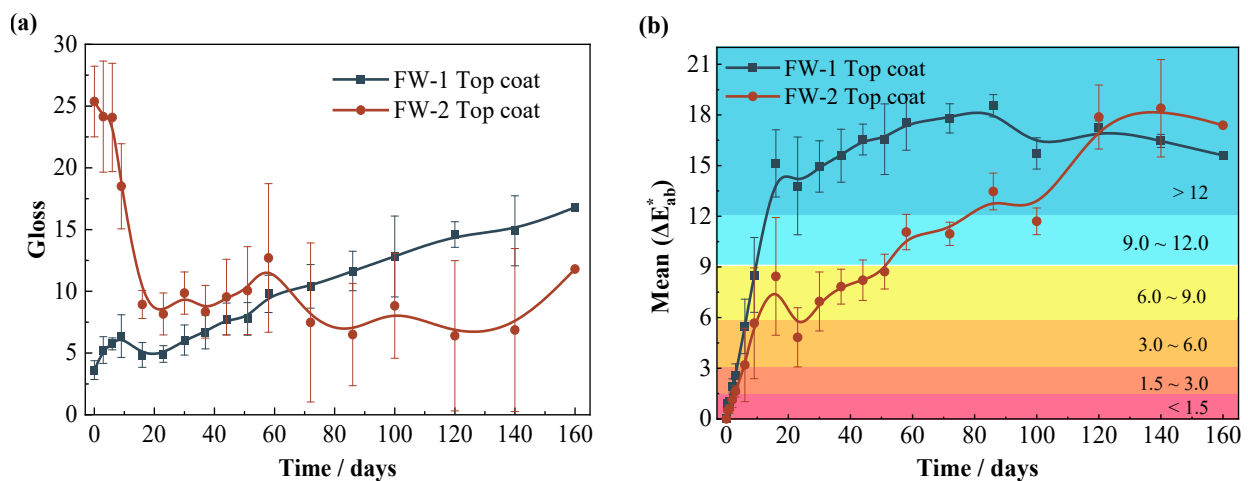 (a)
30
25
20
15
10
5
0
Gloss
FW-1 Top coat
FW-2 Top coat
0 20 40 60 80 100 120 140 160
Time / days
(b)
21
18
15
12
9
6
3
0
Mean (ΔE*ab)
FW-1 Top coat
FW-2 Top coat
> 12
9.0 ~ 12.0
6.0 ~ 9.0
3.0 ~ 6.0
1.5 ~ 3.0
< 1.5
0 20 40 60 80 100 120 140 160
Time / days